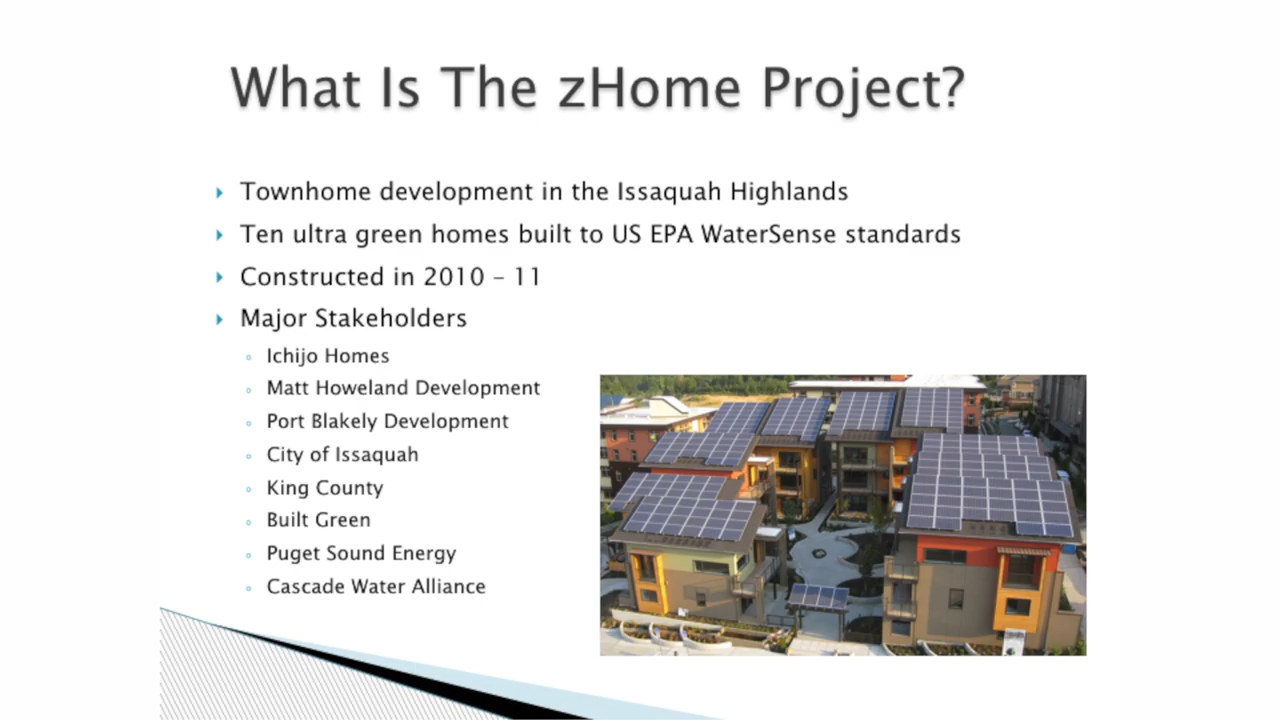 What Is The zHome Project?
Townhome development in the Issaquah Highlands
Ten ultra green homes built to US EPA WaterSense standards
Constructed in 2010 – 11
Major Stakeholders
Ichijo Homes
Matt Howeland Development
Port Blakely Development
City of Issaquah
King County
Built Green
Puget Sound Energy
Cascade Water Alliance